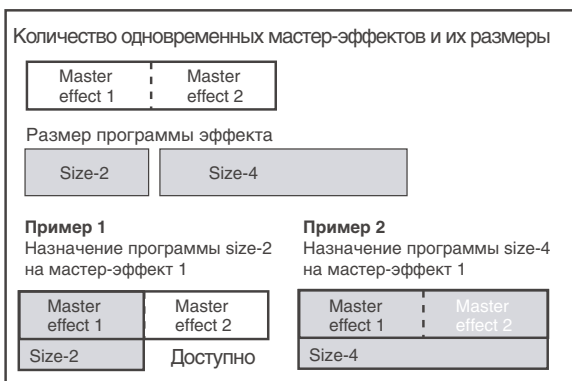 Количество одновременных мастер-эффектов и их размеры
Master effect 1
Master effect 2
Размер программы эффекта
Size-2
Size-4
Пример 1
Назначение программы size-2
на мастер-эффект 1
Master effect 1
Master effect 2
Size-2
Доступно
Пример 2
Назначение программы size-4
на мастер-эффект 1
Master effect 1
Master effect 2
Size-4